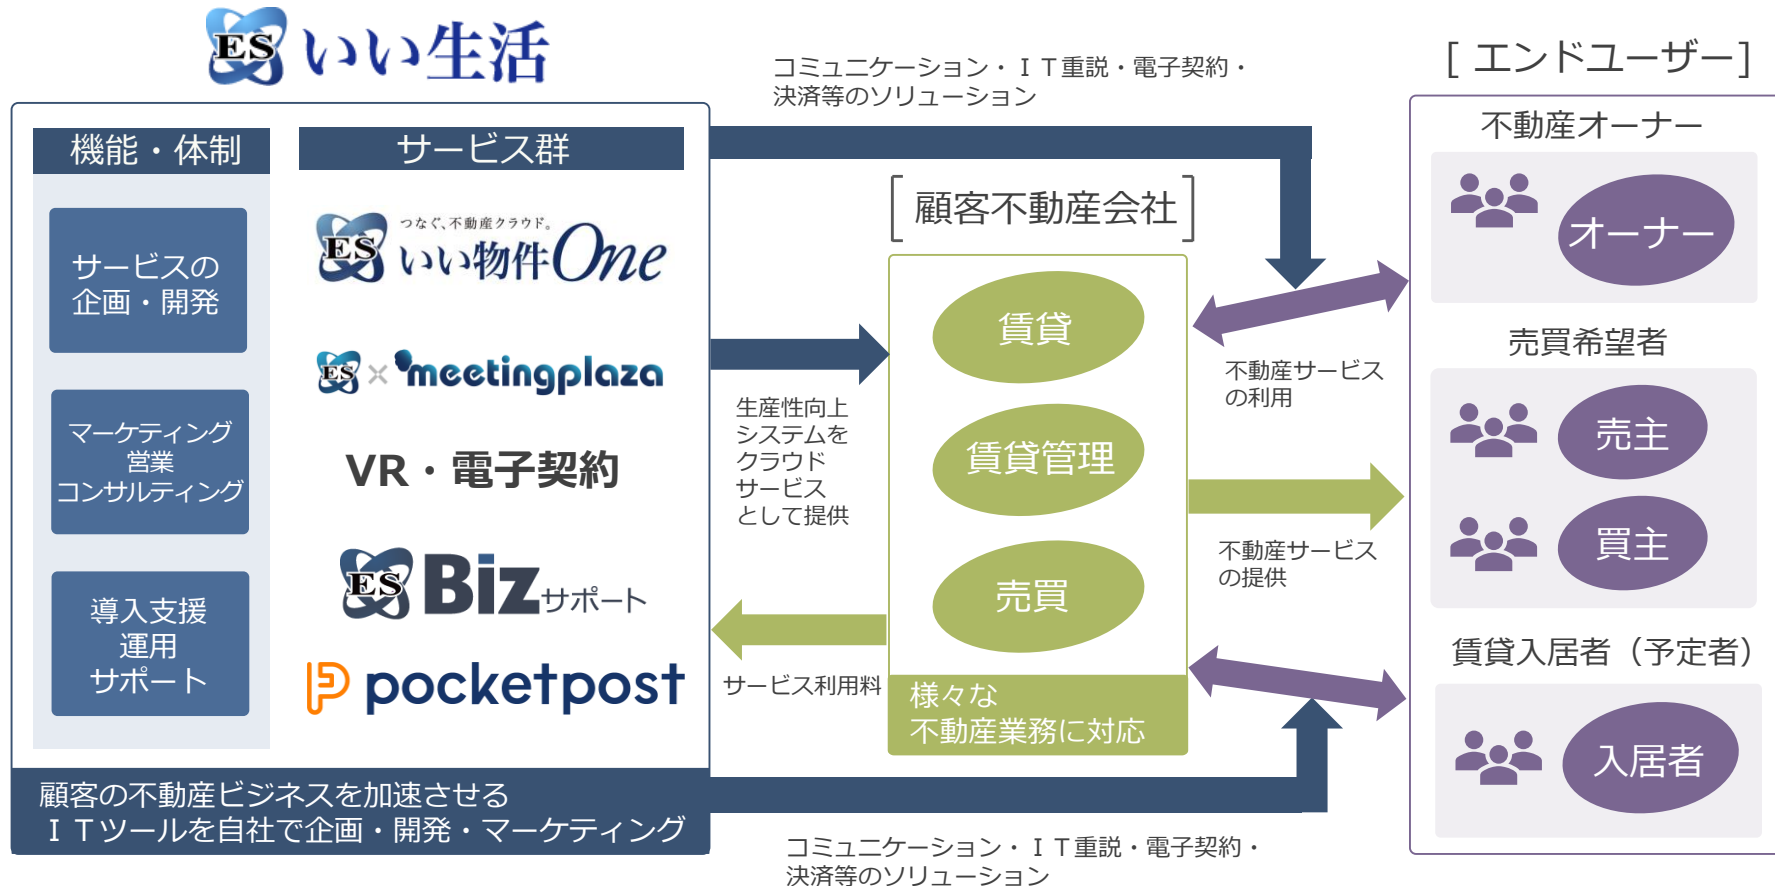 ES いい生活
機能・体制
サービスの
企画・開発
マーケティング
営業
コンサルティング
導入支援
運用
サポート
サービス群
つなぐ、不動産クラウド。
ES いい物件One
ES × meetingplaza
VR・電子契約
ES Biz サポート
pocketpost
顧客の不動産ビジネスを加速させる
ＩＴツールを自社で企画・開発・マーケティング
コミュニケーション・ＩＴ重説・電子契約・
決済等のソリューション
生産性向上
システムを
クラウド
サービス
として提供
サービス利用料
[顧客不動産会社]
賃貸
賃貸管理
売買
様々な
不動産業務に対応
不動産サービス
の利用
不動産サービス
の提供
コミュニケーション・ＩＴ重説・電子契約・
決済等のソリューション
[ エンドユーザー]
不動産オーナー
オーナー
売買希望者
売主
買主
賃貸入居者（予定者）
入居者